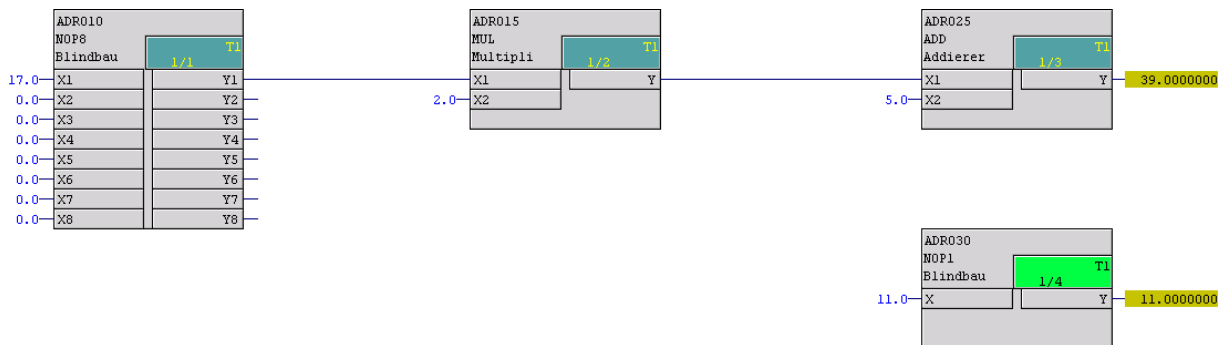 ADR010
NOP8
Blindbau
T1
1/1
17.0 X1 Y1
0.0 X2 Y2
0.0 X3 Y3
0.0 X4 Y4
0.0 X5 Y5
0.0 X6 Y6
0.0 X7 Y7
0.0 X8 Y8
ADR015
MUL
Multipli
T1
1/2
X1 Y
2.0 X2
ADR025
ADD
Addierer
T1
1/3
X1 Y 39.0000000
5.0 X2
ADR030
NOP1
Blindbau
T1
1/4
11.0 X Y 11.0000000